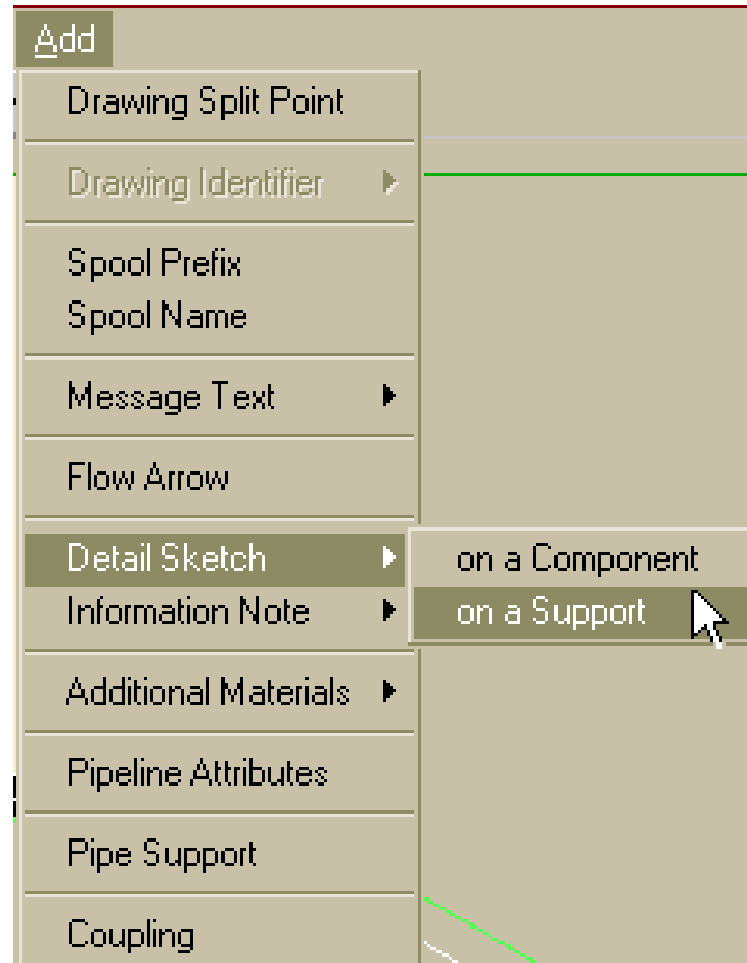 Add
Drawing Split Point
Drawing Identifier
Spool Prefix
Spool Name
Message Text
Flow Arrow
Detail Sketch
on a Component
on a Support
Information Note
Additional Materials
Pipeline Attributes
Pipe Support
Coupling